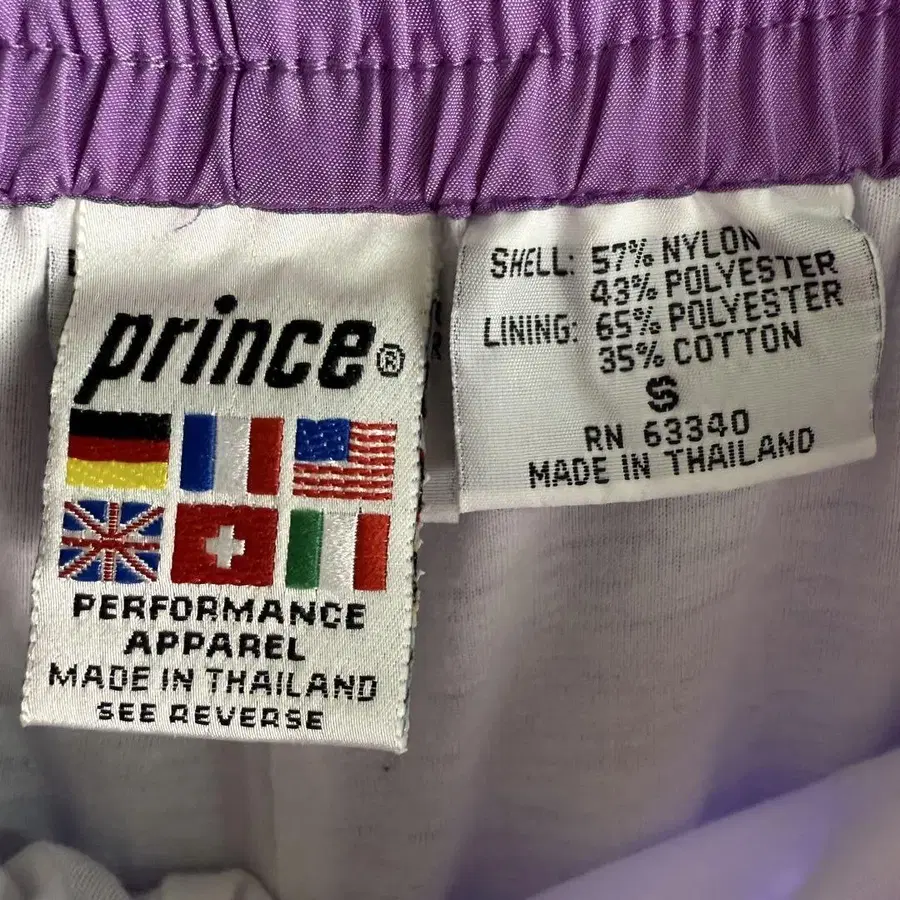 prince®
PERFORMANCE
APPAREL
MADE IN THAILAND
SEE REVERSE
SHELL: 57% NYLON
43% POLYESTER
LINING: 65% POLYESTER
35% COTTON
S
RN 63340
MADE IN THAILAND